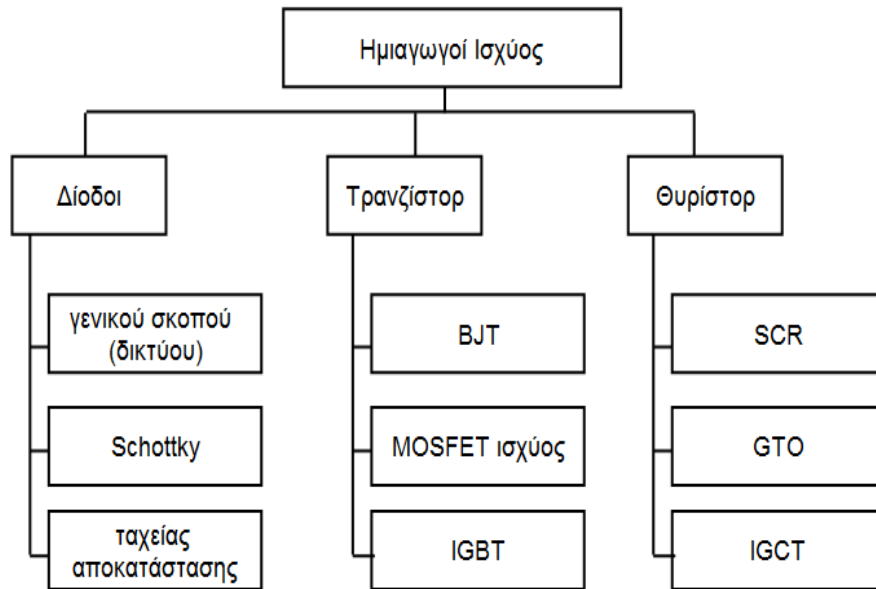 Ημιαγωγοί Ισχύος
Δίοδοι
Τρανζίστορ
Θυρίστορ
γενικού σκοπού
(δικτύου)
BJT
SCR
Schottky
MOSFET ισχύος
GTO
ταχείας
αποκατάστασης
IGBT
IGCT